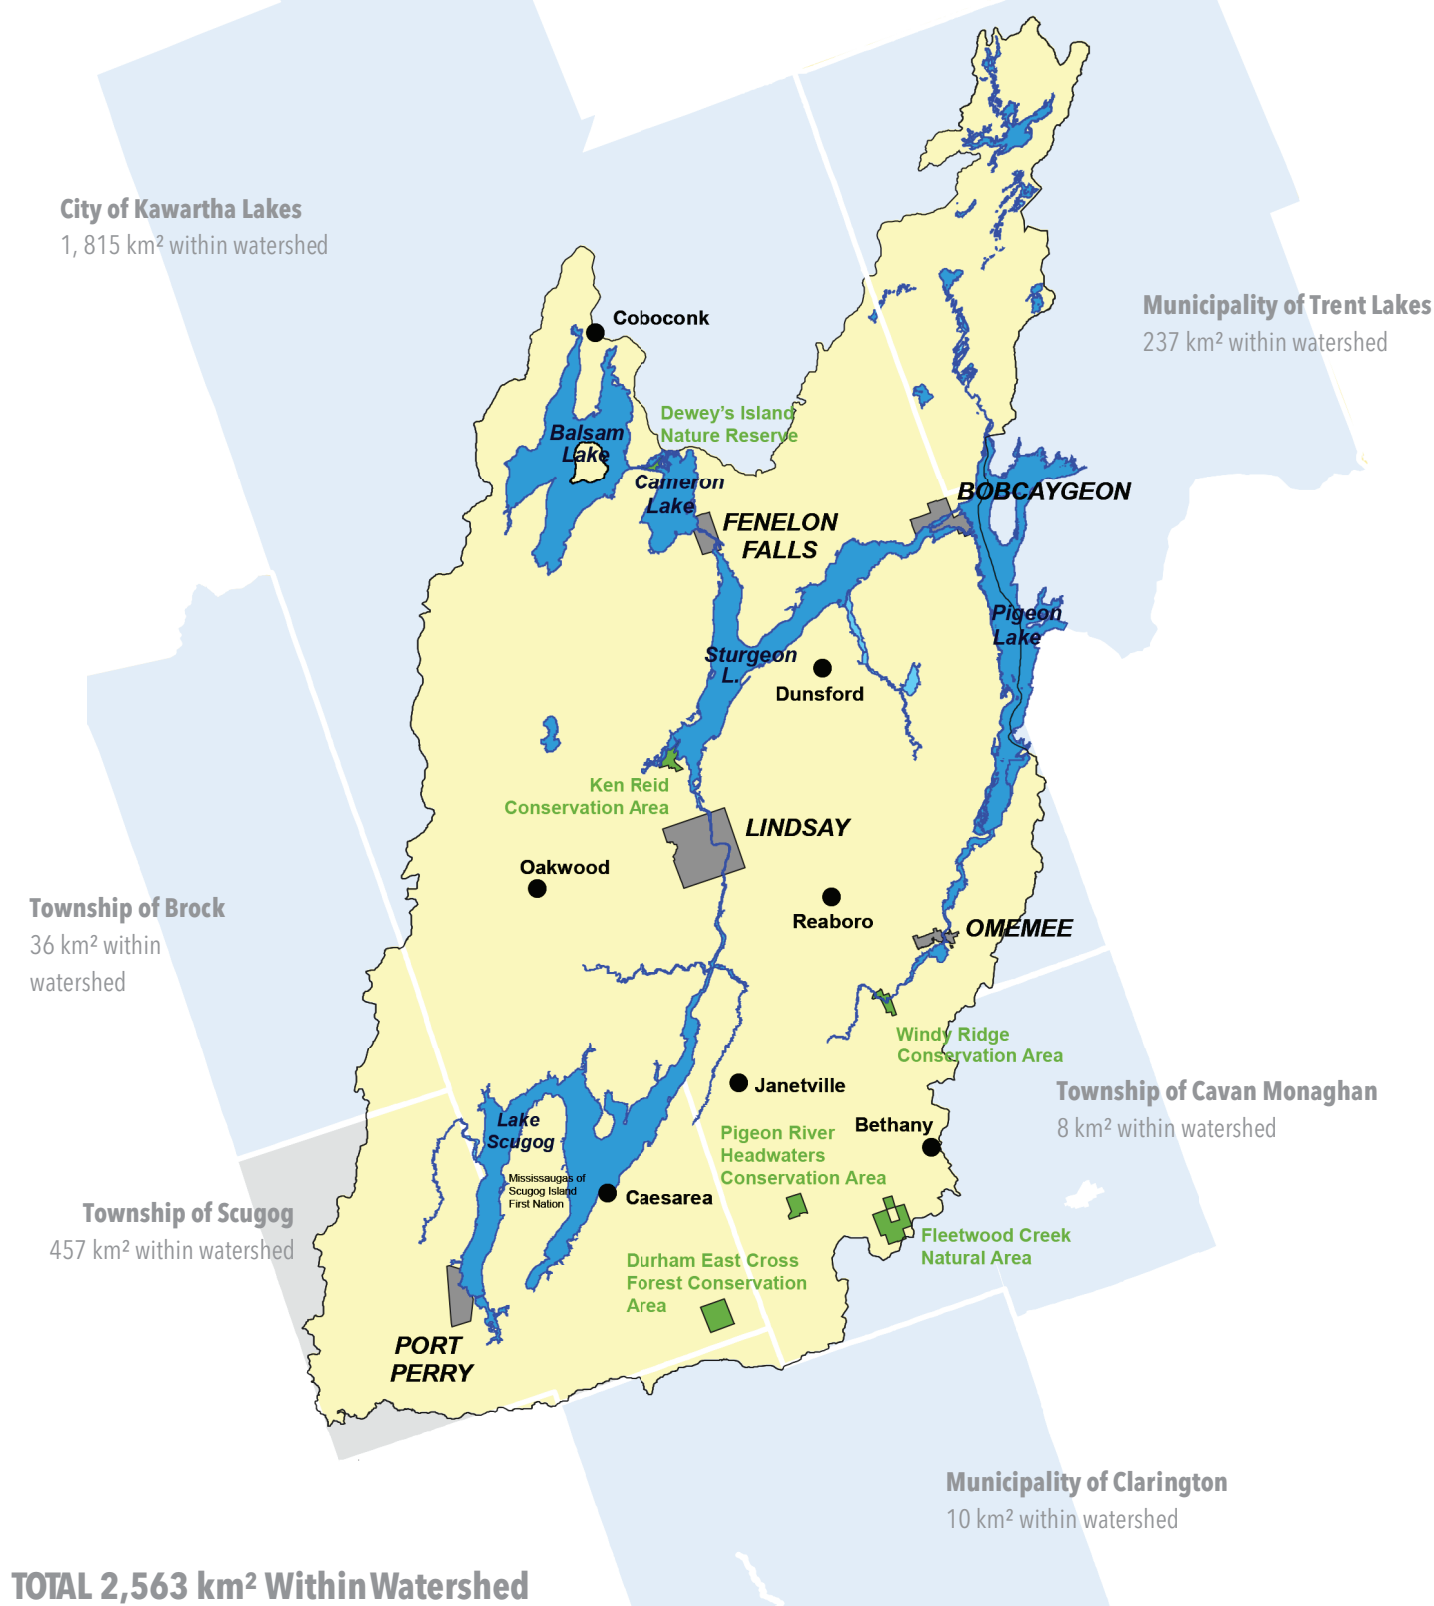 City of Kawartha Lakes
1, 815 km² within watershed
Coboconk
Municipality of Trent Lakes
237 km² within watershed
Dewey's Island
Nature Reserve
Balsam
Lake
Cameron
Lake
BOBCAYGEON
FENELON
FALLS
Pigeon
Lake
Sturgeon
L.
Dunsford
Ken Reid
Conservation Area
LINDSAY
Oakwood
Township of Brock
36 km² within
watershed
Reaboro
OMEMEE
Windy Ridge
Conservation Area
Janetville
Township of Cavan Monaghan
8 km² within watershed
Lake
Scugog
Bethany
Pigeon River
Headwaters
Conservation Area
Mississaugas of
Scugog Island
First Nation
Caesarea
Township of Scugog
457 km² within watershed
Fleetwood Creek
Natural Area
Durham East Cross
Forest Conservation
Area
PORT
PERRY
Municipality of Clarington
10 km² within watershed
TOTAL 2,563 km² Within Watershed